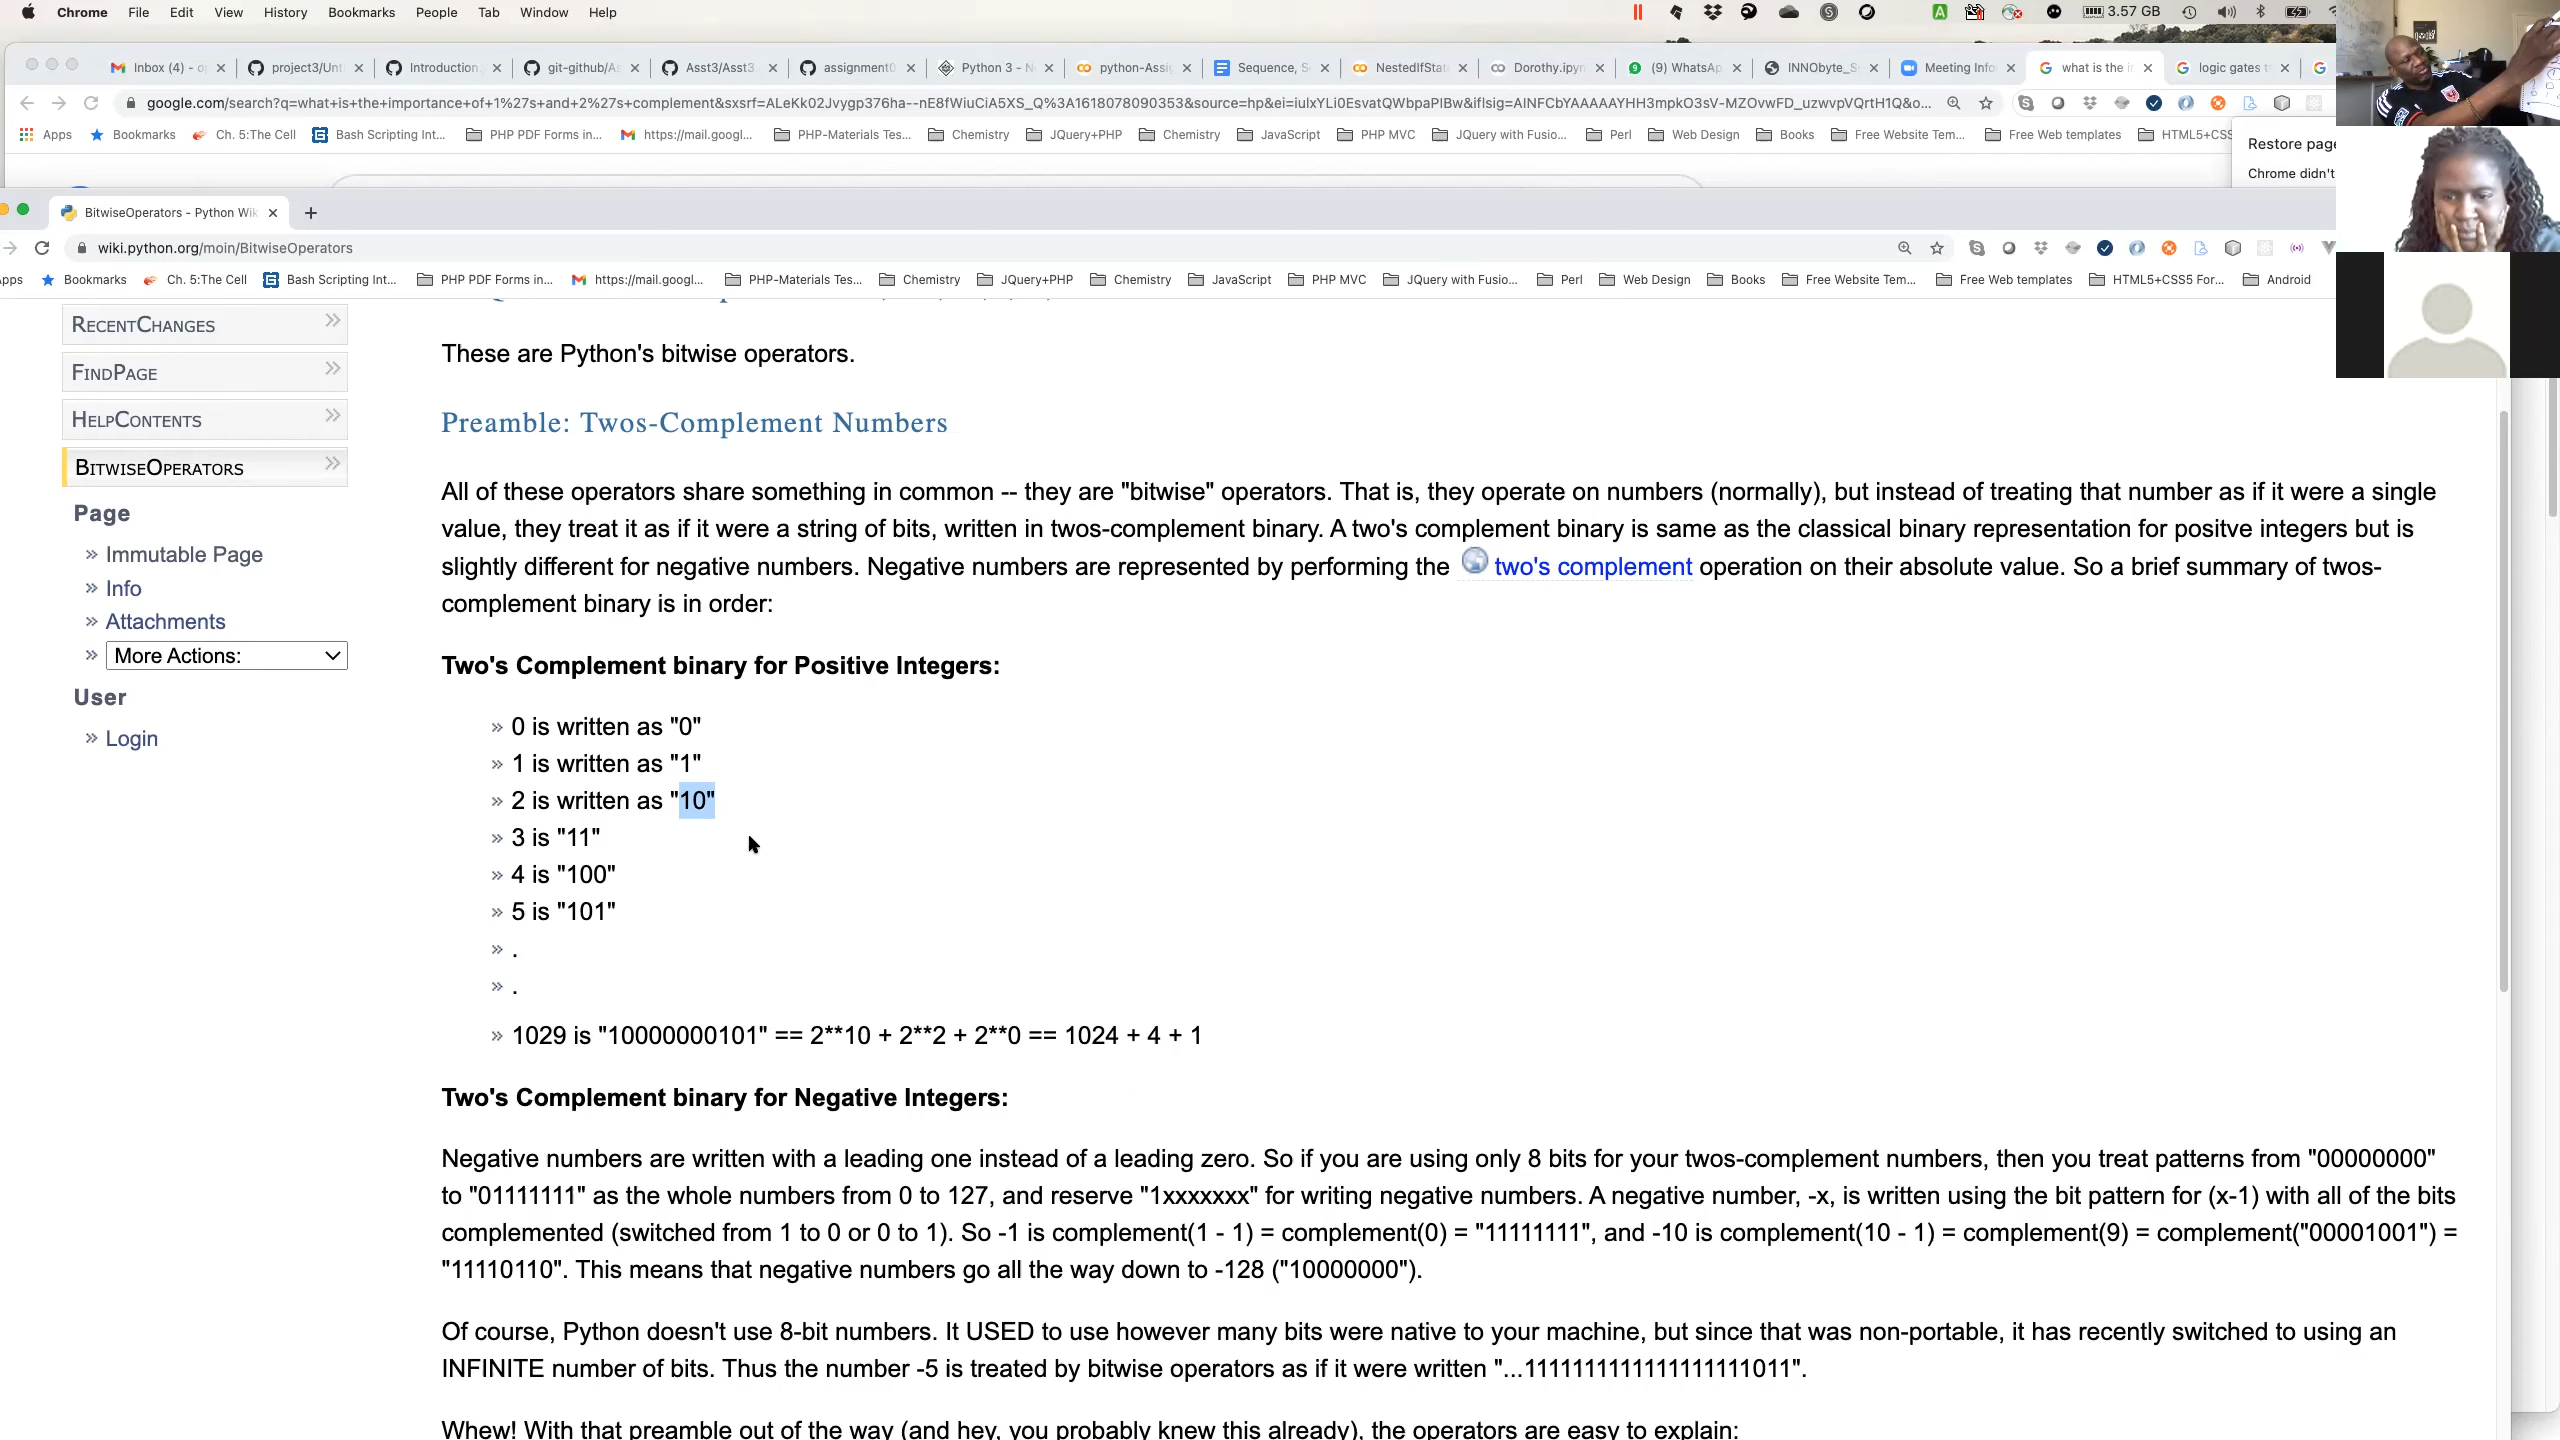 Chrome File Edit View History Bookmarks People Tab Window Help 3.57 GB
Inbox (4) - o project3/Unt Introduction. git-github/As Asst3/Asst3. assignment0 Python 3 - N python-Assi Sequence, S NestedIfStat Dorothy.ipyn (9) WhatsAp INNObyte_S Meeting Info what is the i logic gates t
google.com/search?q=what+is+the+importance+of+1%27s+and+2%27s+complement&sxsrf=ALeKk02Jvygp376ha--nE8fWiuCiA5XS_Q%3A1618078090353&source=hp&ei=iulxYLi0EsvatQWbpaPIBw&iflsig=AINFCbYAAAAAYHH3mpkO3sV-MZOvwFD_uzwvpVQrtH1Q&o...
Apps Bookmarks Ch. 5:The Cell Bash Scripting Int... PHP PDF Forms in... https://mail.googl... PHP-Materials Tes... Chemistry JQuery+PHP Chemistry JavaScript PHP MVC JQuery with Fusio... Perl Web Design Books Free Website Tem... Free Web templates HTML5+CSS
Restore page
Chrome didn't
BitwiseOperators - Python Wik
wiki.python.org/moin/BitwiseOperators
pps Bookmarks Ch. 5:The Cell Bash Scripting Int... PHP PDF Forms in... https://mail.googl... PHP-Materials Tes... Chemistry JQuery+PHP Chemistry JavaScript PHP MVC JQuery with Fusio... Perl Web Design Books Free Website Tem... Free Web templates HTML5+CSS5 For... Android
RECENTCHANGES
FINDPAGE
HELPCONTENTS
BITWISEOPERATORS
Page
» Immutable Page
» Info
» Attachments
» More Actions:
User
» Login
These are Python's bitwise operators.
Preamble: Twos-Complement Numbers
All of these operators share something in common -- they are "bitwise" operators. That is, they operate on numbers (normally), but instead of treating that number as if it were a single
value, they treat it as if it were a string of bits, written in twos-complement binary. A two's complement binary is same as the classical binary representation for positve integers but is
slightly different for negative numbers. Negative numbers are represented by performing the two's complement operation on their absolute value. So a brief summary of twos-
complement binary is in order:
Two's Complement binary for Positive Integers:
» 0 is written as "0"
» 1 is written as "1"
» 2 is written as "10"
» 3 is "11"
» 4 is "100"
» 5 is "101"
» .
» .
» 1029 is "10000000101" == 2**10 + 2**2 + 2**0 == 1024 + 4 + 1
Two's Complement binary for Negative Integers:
Negative numbers are written with a leading one instead of a leading zero. So if you are using only 8 bits for your twos-complement numbers, then you treat patterns from "00000000"
to "01111111" as the whole numbers from 0 to 127, and reserve "1xxxxxxx" for writing negative numbers. A negative number, -x, is written using the bit pattern for (x-1) with all of the bits
complemented (switched from 1 to 0 or 0 to 1). So -1 is complement(1 - 1) = complement(0) = "11111111", and -10 is complement(10 - 1) = complement(9) = complement("00001001") =
"11110110". This means that negative numbers go all the way down to -128 ("10000000").
Of course, Python doesn't use 8-bit numbers. It USED to use however many bits were native to your machine, but since that was non-portable, it has recently switched to using an
INFINITE number of bits. Thus the number -5 is treated by bitwise operators as if it were written "...1111111111111111111011".
Whew! With that preamble out of the way (and hey, you probably knew this already), the operators are easy to explain: